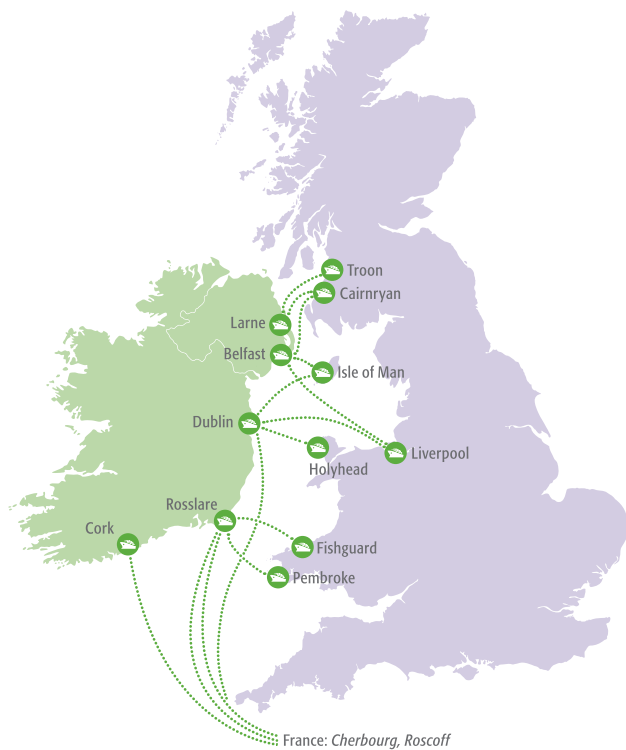 Troon
Cairnryan
Larne
Belfast
Isle of Man
Dublin
Liverpool
Holyhead
Rosslare
Cork
Fishguard
Pembroke
France: Cherbourg, Roscoff